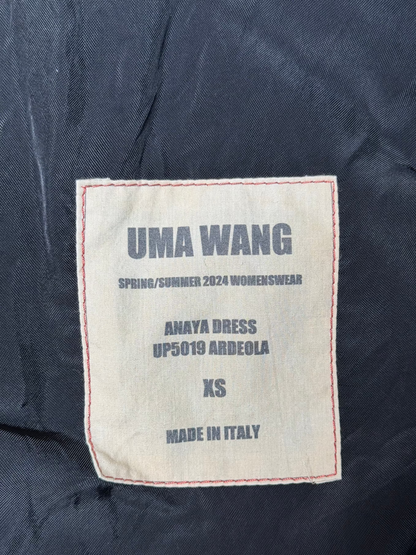 UMA WANG
SPRING/SUMMER 2024 WOMENSWEAR
ANAYA DRESS
UP5019 ARDEOLA
XS
MADE IN ITALY